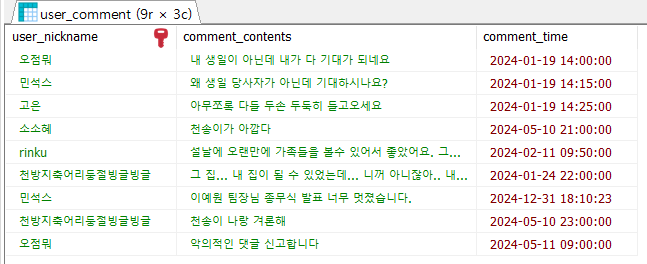 user_comment (9r × 3c)
user_nickname comment_contents comment_time
오점뭐 내 생일이 아닌데 내가 다 기대가 되네요 2024-01-19 14:00:00
민석스 왜 생일 당사자가 아닌데 기대하시나요? 2024-01-19 14:15:00
고은 아무쪼록 다들 두손 두둑히 들고오세요 2024-01-19 14:25:00
소소혜 천송이가 아깝다 2024-05-10 21:00:00
rinku 설날에 오랜만에 가족들을 볼수 있어서 좋았어요. 그... 2024-02-11 09:50:00
천방지축어리둥절빙글빙글 그 집... 내 집이 될 수 있었는데... 니꺼 아니잖아.. 내... 2024-01-24 22:00:00
민석스 이예원 팀장님 종무식 발표 너무 멋졌습니다. 2024-12-31 18:10:23
천방지축어리둥절빙글빙글 천송이 나랑 겨론해 2024-05-10 23:00:00
오점뭐 악의적인 댓글 신고합니다 2024-05-11 09:00:00